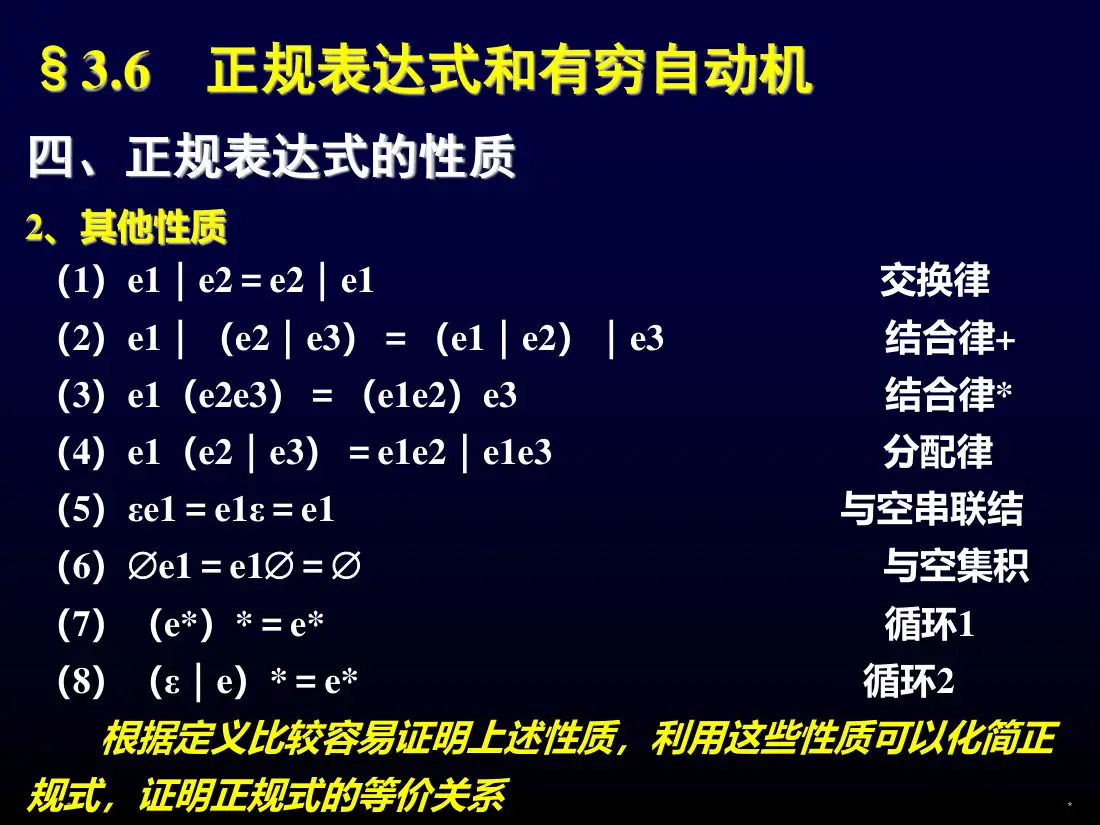 §3.6 正规表达式和有穷自动机
四、正规表达式的性质
2、其他性质
（1）e1｜e2＝e2｜e1 交换律
（2）e1｜（e2｜e3）＝（e1｜e2）｜e3 结合律+
（3）e1（e2e3）＝（e1e2）e3 结合律*
（4）e1（e2｜e3）＝e1e2｜e1e3 分配律
（5）εe1＝e1ε＝e1 与空串联结
（6）∅e1＝e1∅＝∅ 与空集积
（7）（e*）*＝e* 循环1
（8）（ε｜e）*＝e* 循环2
根据定义比较容易证明上述性质，利用这些性质可以化简正
规式，证明正规式的等价关系
*